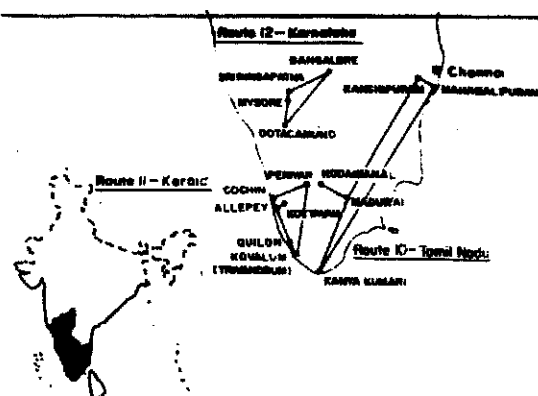 Route 12-Karnataka
BANGALORE
SRIRANGAPATNA
MYSORE
OOTACAMUND
Chennai
KANCHIPURAM
MAHABALIPURAM
Route 11-Kerala
PERIYAR
KODAIKANAL
COCHIN
ALLEPEY
KOTTAYAM
MADURAI
QUILON
KOVALUM
(TRIVANDRUM)
Route 10-Tamil Nadu
KANYA KUMARI